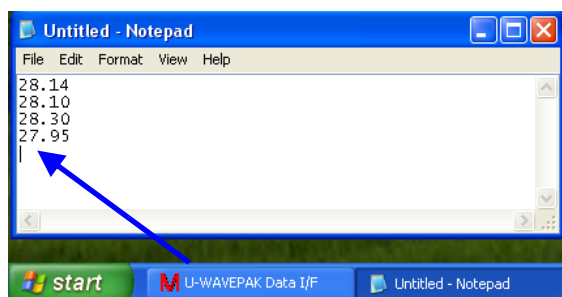 Untitled - Notepad
File Edit Format View Help
28.14
28.10
28.30
27.95
start M U-WAVEPAK Data I/F Untitled - Notepad